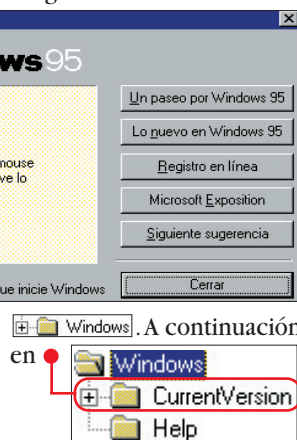 ws95
Un paseo por Windows 95
Lo nuevo en Windows 95
mouse
ve lo
Registro en línea
Microsoft Exposition
Siguiente sugerencia
ue inicie Windows
Cerrar
Windows. A continuación
en
Windows
CurrentVersion
Help